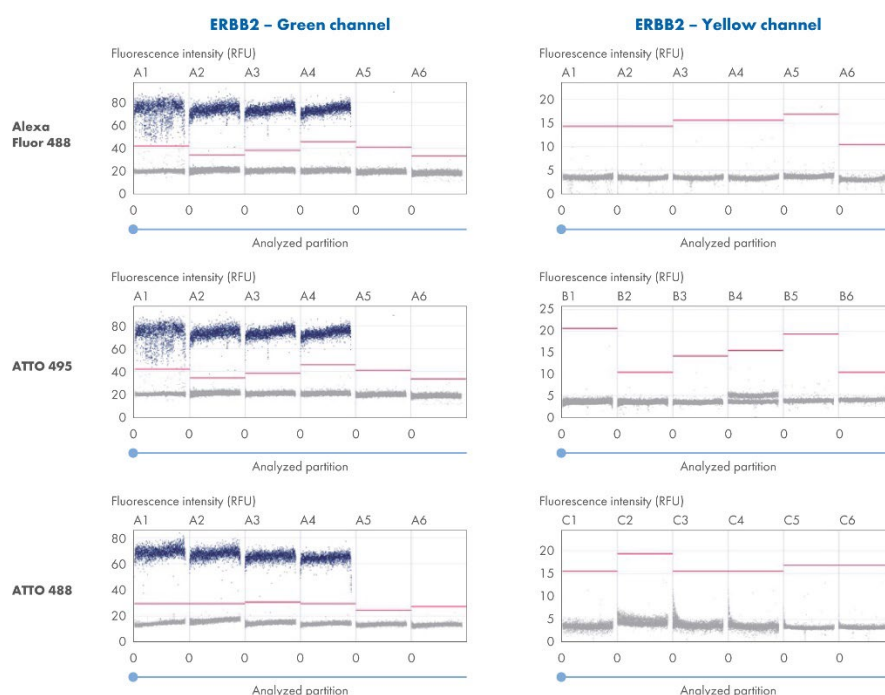 ERBB2 – Green channel
ERBB2 – Yellow channel
Alexa
Fluor 488
Fluorescence intensity (RFU)
A1 A2 A3 A4 A5 A6
80
60
40
20
0
0 0 0 0 0 0
Analyzed partition
Fluorescence intensity (RFU)
A1 A2 A3 A4 A5 A6
20
15
10
5
0
0 0 0 0 0 0
Analyzed partition
ATTO 495
Fluorescence intensity (RFU)
A1 A2 A3 A4 A5 A6
80
60
40
20
0
0 0 0 0 0 0
Analyzed partition
Fluorescence intensity (RFU)
B1 B2 B3 B4 B5 B6
25
20
15
10
5
0
0 0 0 0 0 0
Analyzed partition
ATTO 488
Fluorescence intensity (RFU)
A1 A2 A3 A4 A5 A6
80
60
40
20
0
0 0 0 0 0 0
Analyzed partition
Fluorescence intensity (RFU)
C1 C2 C3 C4 C5 C6
20
15
10
5
0
0 0 0 0 0 0
Analyzed partition